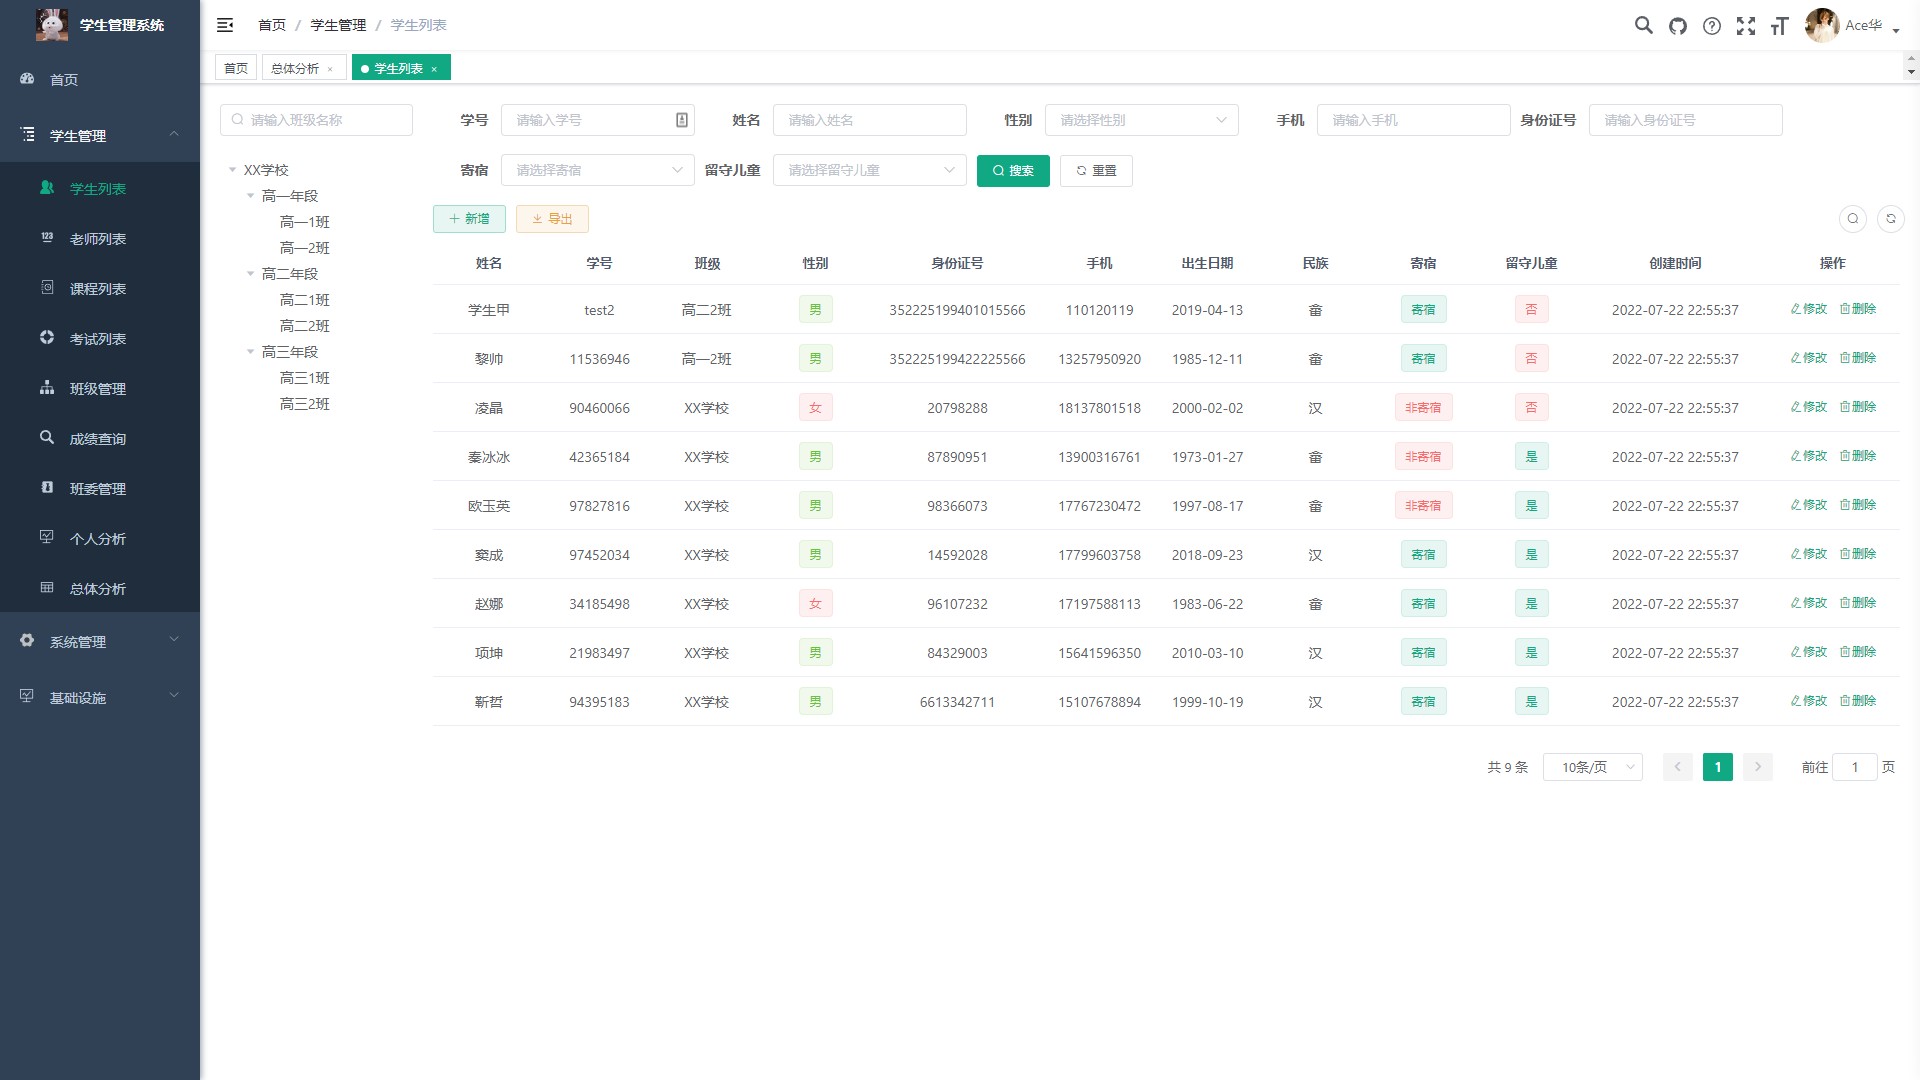 学生管理系统
首页
学生管理
学生列表
老师列表
课程列表
考试列表
班级管理
成绩查询
班委管理
个人分析
总体分析
系统管理
基础设施
首页 / 学生管理 / 学生列表
Ace华
首页 总体分析 × 学生列表 ×
请输入班级名称
XX学校
高一年段
高一1班
高一2班
高二年段
高二1班
高二2班
高三年段
高三1班
高三2班
学号 请输入学号 姓名 请输入姓名 性别 请选择性别 手机 请输入手机 身份证号 请输入身份证号
寄宿 请选择寄宿 留守儿童 请选择留守儿童 搜索 重置
新增 导出
姓名 学号 班级 性别 身份证号 手机 出生日期 民族 寄宿 留守儿童 创建时间 操作
学生甲 test2 高二2班 男 352225199401015566 110120119 2019-04-13 畲 寄宿 否 2022-07-22 22:55:37 修改 删除
黎帅 11536946 高一2班 男 352225199422225566 13257950920 1985-12-11 畲 寄宿 否 2022-07-22 22:55:37 修改 删除
凌晶 90460066 XX学校 女 20798288 18137801518 2000-02-02 汉 非寄宿 否 2022-07-22 22:55:37 修改 删除
秦冰冰 42365184 XX学校 男 87890951 13900316761 1973-01-27 畲 非寄宿 是 2022-07-22 22:55:37 修改 删除
欧玉英 97827816 XX学校 男 98366073 17767230472 1997-08-17 畲 非寄宿 是 2022-07-22 22:55:37 修改 删除
窦成 97452034 XX学校 男 14592028 17799603758 2018-09-23 汉 寄宿 是 2022-07-22 22:55:37 修改 删除
赵娜 34185498 XX学校 女 96107232 17197588113 1983-06-22 畲 寄宿 是 2022-07-22 22:55:37 修改 删除
项坤 21983497 XX学校 男 84329003 15641596350 2010-03-10 汉 寄宿 是 2022-07-22 22:55:37 修改 删除
靳哲 94395183 XX学校 男 6613342711 15107678894 1999-10-19 汉 寄宿 是 2022-07-22 22:55:37 修改 删除
共 9 条 10条/页 1 前往 1 页